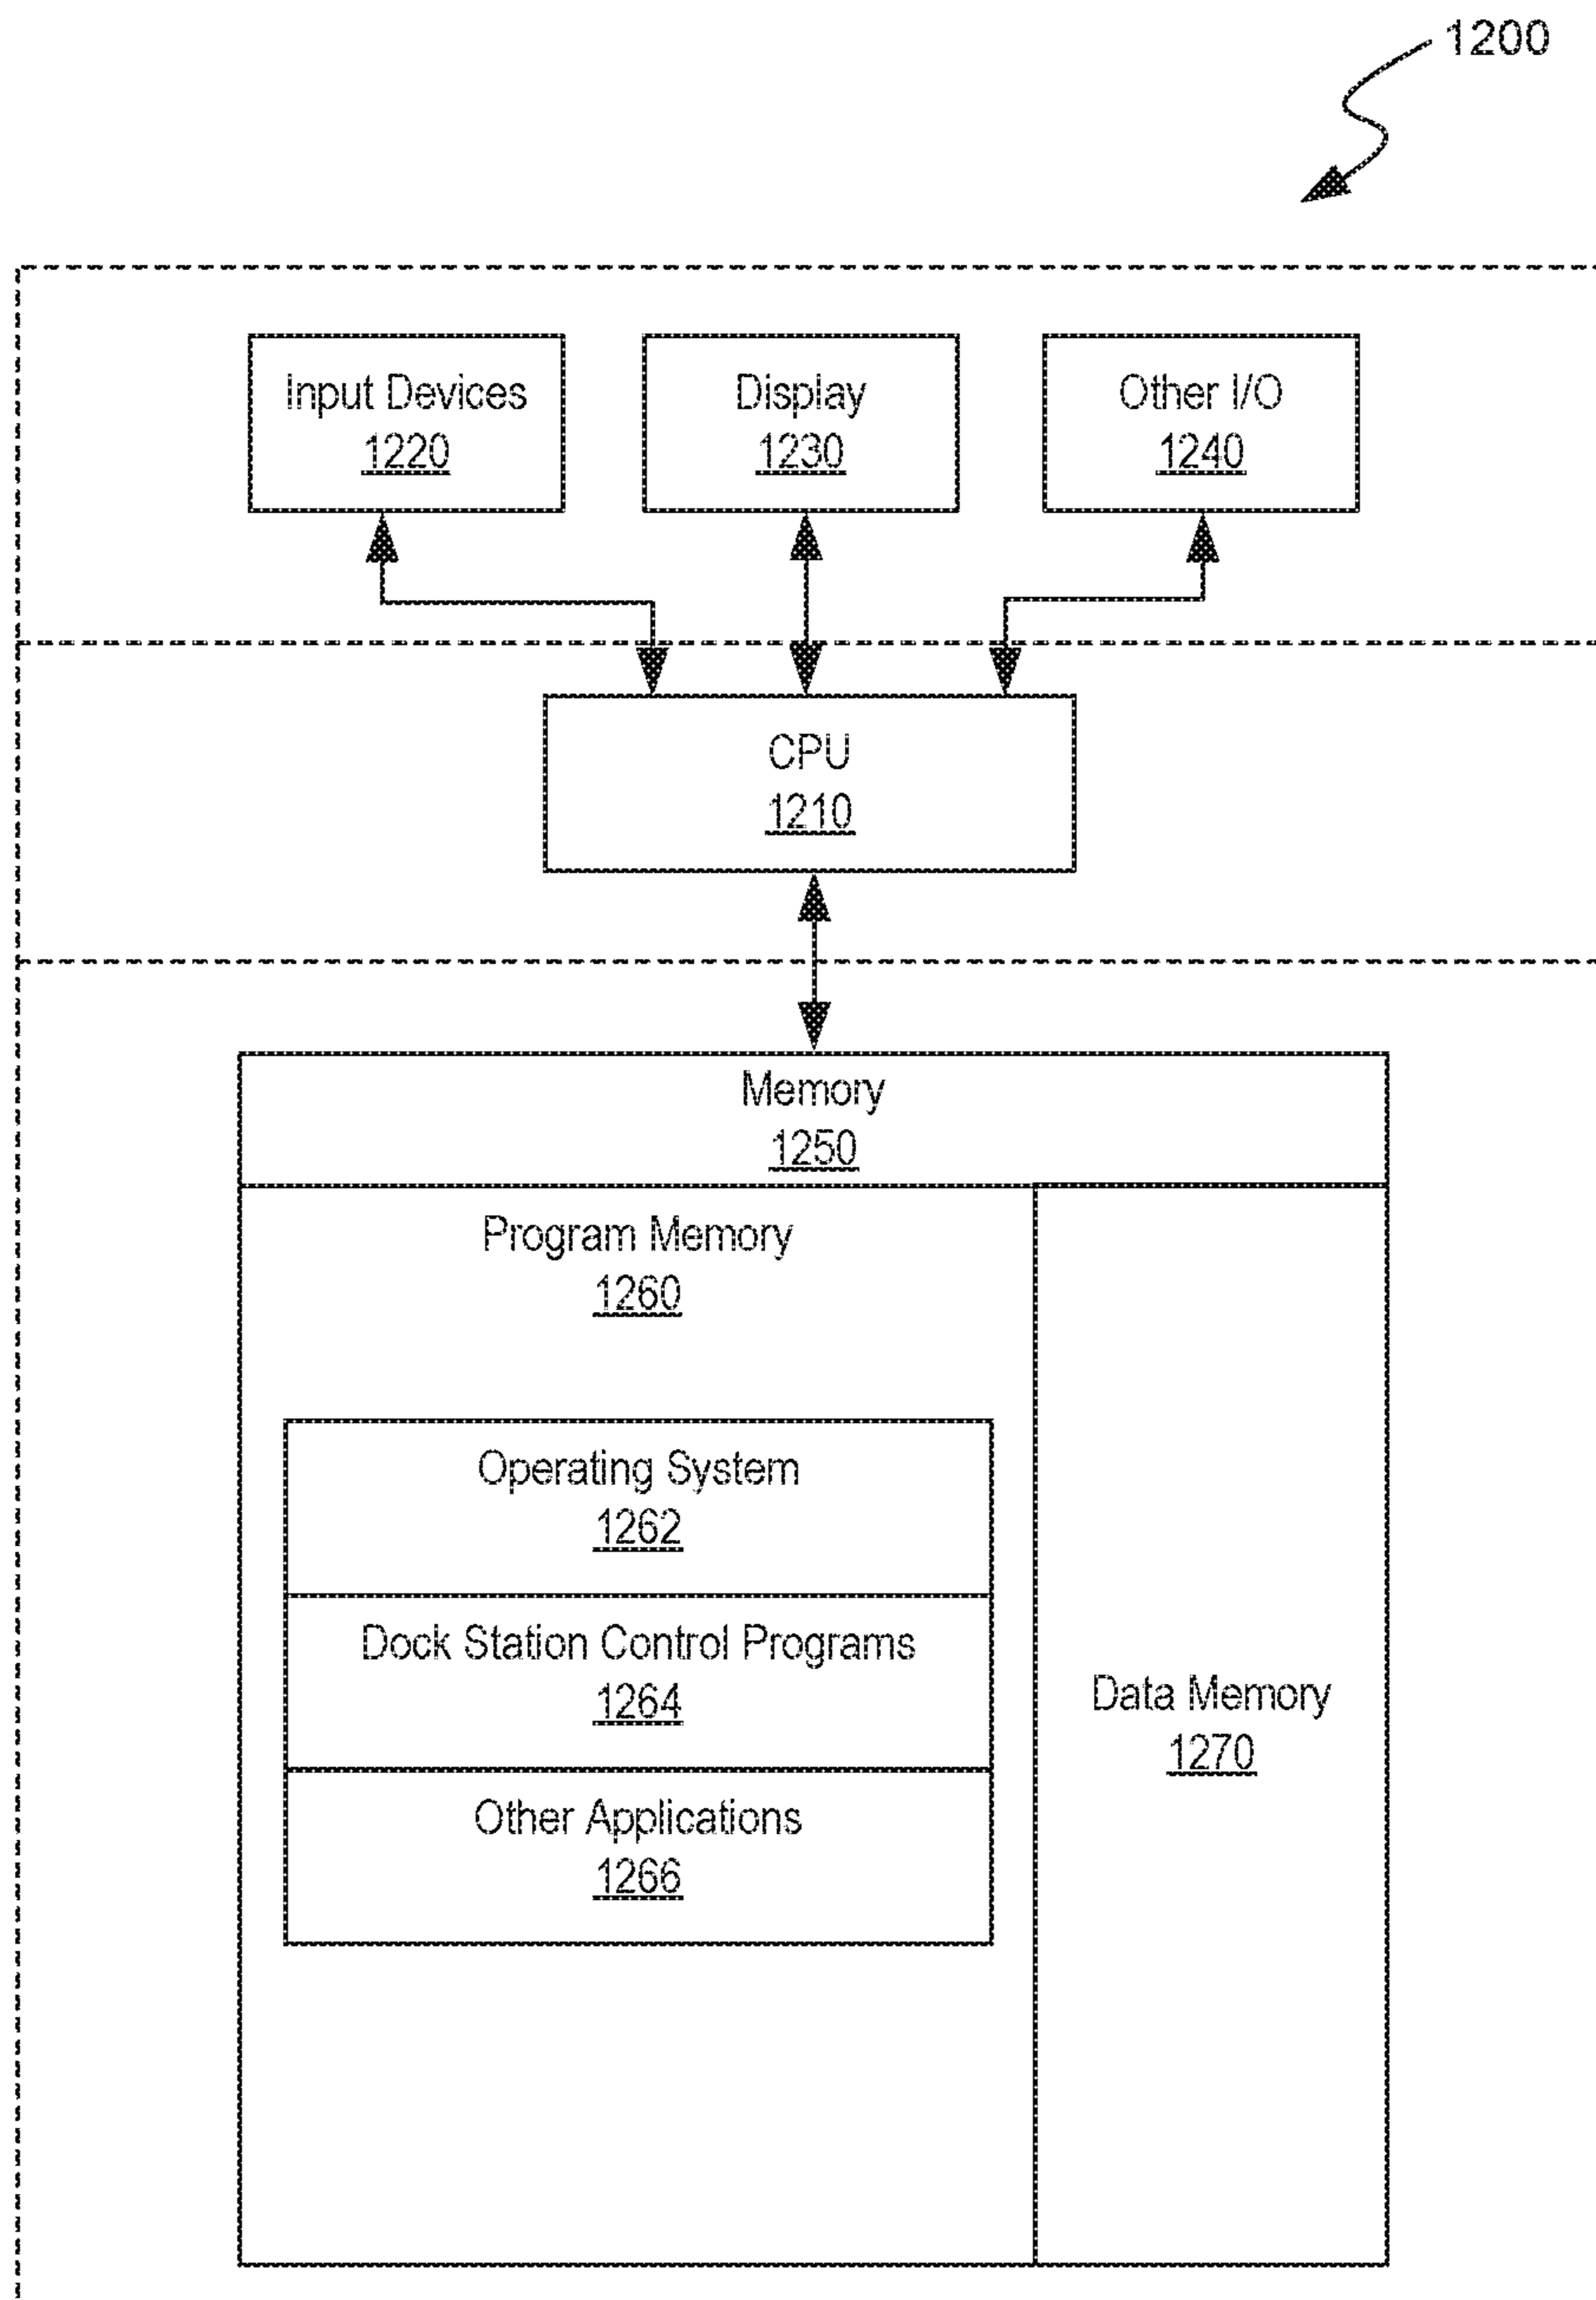 1200
Input Devices
1220
Display
1230
Other I/O
1240
CPU
1210
Memory
1250
Program Memory
1260
Operating System
1262
Dock Station Control Programs
1264
Other Applications
1266
Data Memory
1270